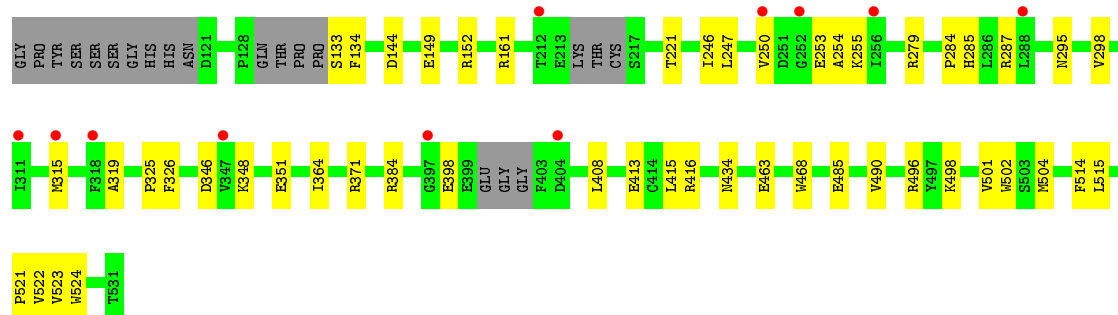 GLY PRO TYR SER SER SER GLY HIS HIS ASN D121 P128 GLN THR PRO PRO S133 F134 D144 E149 R152 R161 T212 E213 LYS THR CYS S217 T221 I246 L247 V250 D251 G252 E253 A254 K255 I256 R279 P284 H285 L286 R287 L288 N295 V298
I311 M315 F318 A319 P325 F326 D346 V347 K348 E351 I364 R371 R384 G397 E398 E399 GLU GLY GLY F403 D404 L408 E413 C414 L415 R416 N434 E463 W468 E485 V490 R496 Y497 K498 V501 W502 S503 M504 F514 L515
P521 V522 V523 W524 T531